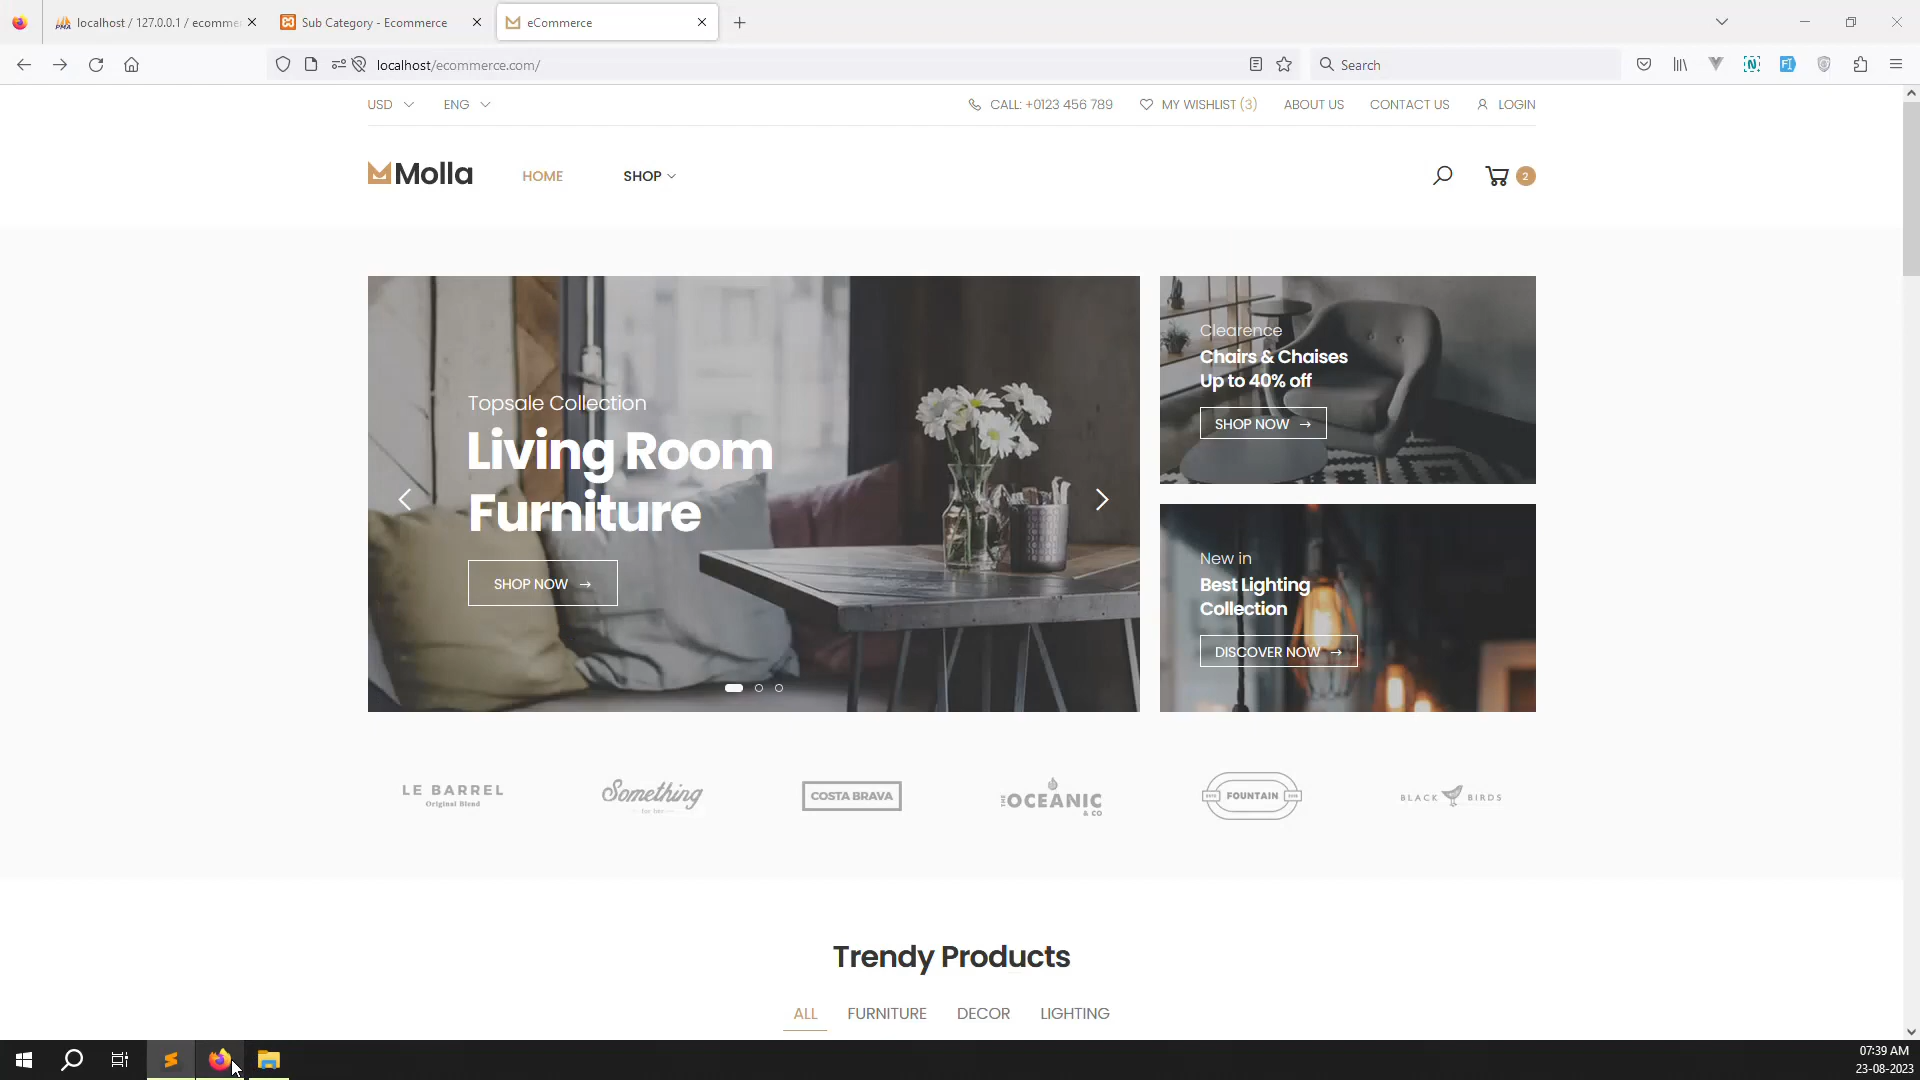 localhost / 127.0.0.1 / ecomme
Sub Category - Ecommerce
eCommerce
localhost/ecommerce.com/
Search
USD
ENG
CALL: +0123 456 789
MY WISHLIST (3)
ABOUT US
CONTACT US
LOGIN
Molla
HOME
SHOP
2
Topsale Collection
Living Room
Furniture
SHOP NOW →
Clearence
Chairs & Chaises
Up to 40% off
SHOP NOW →
New in
Best Lighting
Collection
DISCOVER NOW →
LE BARREL
Original Blend
Something
for her
COSTA BRAVA
THE OCEANIC
& CO
FOUNTAIN
BLACK BIRDS
Trendy Products
ALL
FURNITURE
DECOR
LIGHTING
07:39 AM
23-08-2023